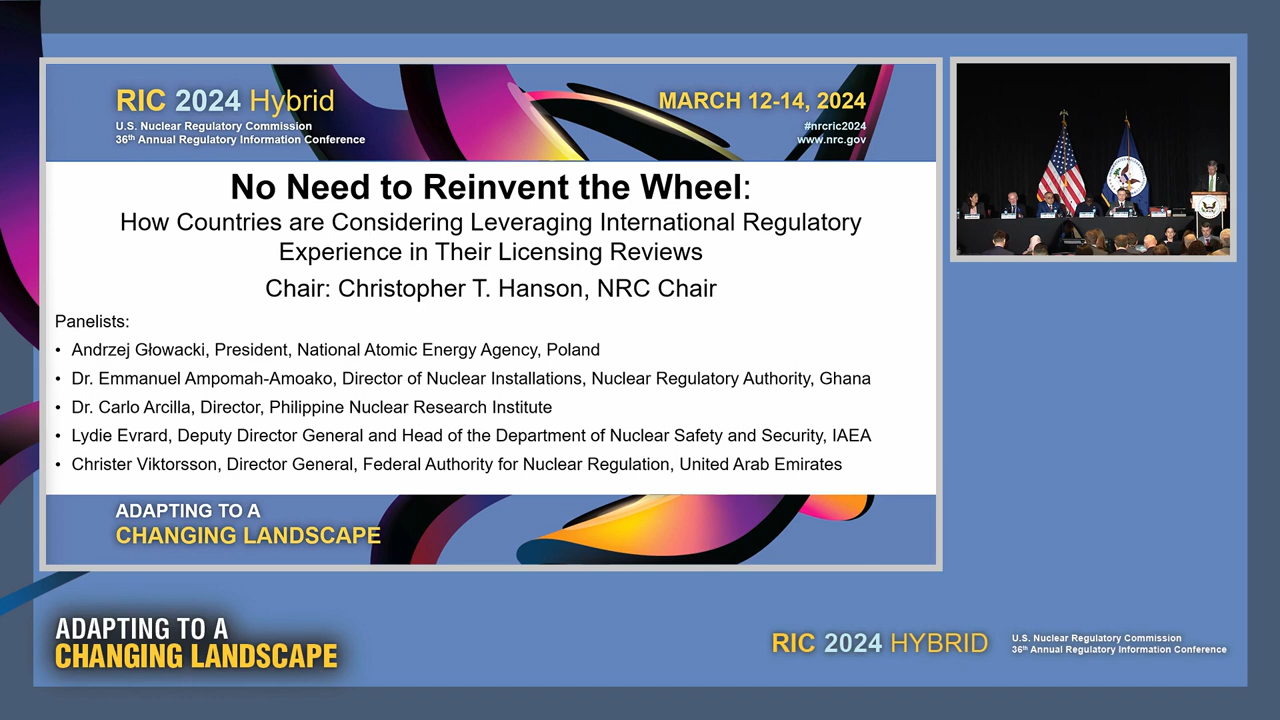 RIC 2024 Hybrid
U.S. Nuclear Regulatory Commission
36th Annual Regulatory Information Conference
MARCH 12-14, 2024
#nrcric2024
www.nrc.gov
No Need to Reinvent the Wheel:
How Countries are Considering Leveraging International Regulatory
Experience in Their Licensing Reviews
Chair: Christopher T. Hanson, NRC Chair
Panelists:
• Andrzej Głowacki, President, National Atomic Energy Agency, Poland
• Dr. Emmanuel Ampomah-Amoako, Director of Nuclear Installations, Nuclear Regulatory Authority, Ghana
• Dr. Carlo Arcilla, Director, Philippine Nuclear Research Institute
• Lydie Evrard, Deputy Director General and Head of the Department of Nuclear Safety and Security, IAEA
• Christer Viktorsson, Director General, Federal Authority for Nuclear Regulation, United Arab Emirates
ADAPTING TO A
CHANGING LANDSCAPE
ADAPTING TO A
CHANGING LANDSCAPE
RIC 2024 HYBRID
U.S. Nuclear Regulatory Commission
36th Annual Regulatory Information Conference